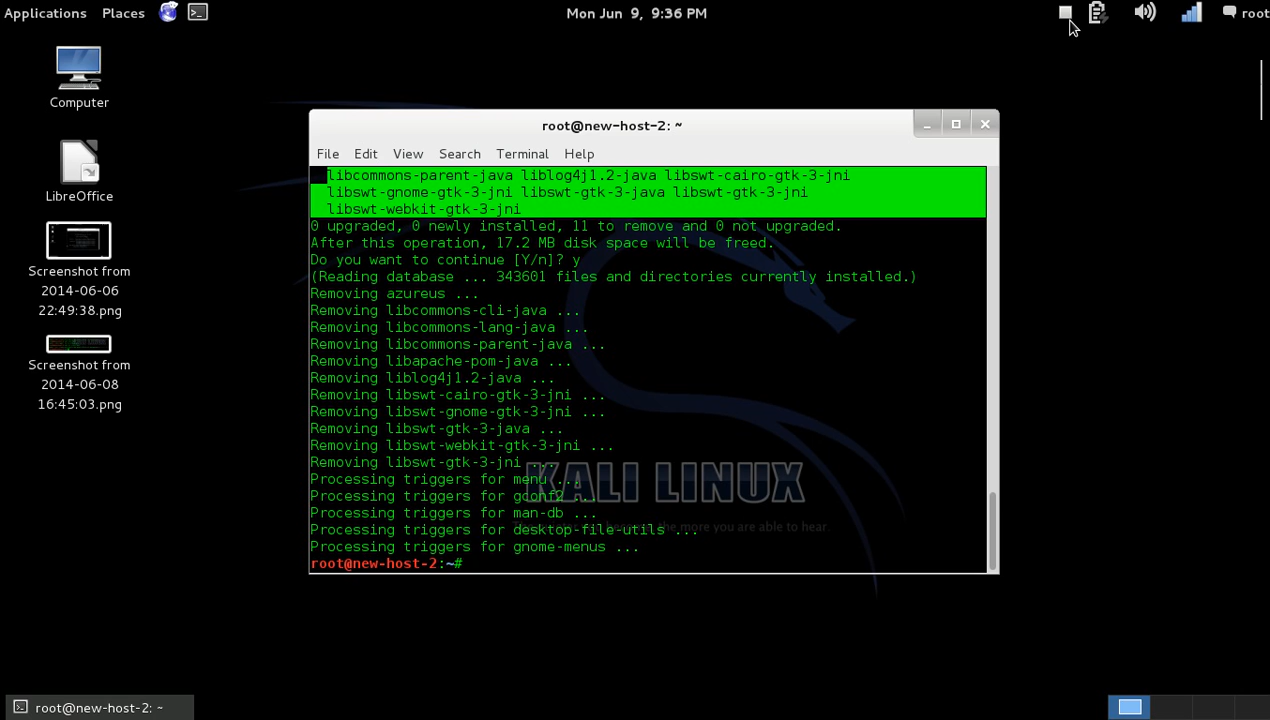 Applications Places Mon Jun 9, 9:36 PM root
Computer
LibreOffice
Screenshot from
2014-06-06
22:49:38.png
Screenshot from
2014-06-08
16:45:03.png
root@new-host-2: ~
File Edit View Search Terminal Help
libcommons-parent-java liblog4j1.2-java libswt-cairo-gtk-3-jni
libswt-gnome-gtk-3-jni libswt-gtk-3-java libswt-gtk-3-jni
libswt-webkit-gtk-3-jni
0 upgraded, 0 newly installed, 11 to remove and 0 not upgraded.
After this operation, 17.2 MB disk space will be freed.
Do you want to continue [Y/n]? y
(Reading database ... 343601 files and directories currently installed.)
Removing azureus ...
Removing libcommons-cli-java ...
Removing libcommons-lang-java ...
Removing libcommons-parent-java ...
Removing libapache-pom-java ...
Removing liblog4j1.2-java ...
Removing libswt-cairo-gtk-3-jni ...
Removing libswt-gnome-gtk-3-jni ...
Removing libswt-gtk-3-java ...
Removing libswt-webkit-gtk-3-jni ...
Removing libswt-gtk-3-jni ...
Processing triggers for menu ...
Processing triggers for gconf2 ...
Processing triggers for man-db ...
Processing triggers for desktop-file-utils ...
Processing triggers for gnome-menus ...
root@new-host-2:~#
KALI LINUX
the more you are able to hear
root@new-host-2: ~